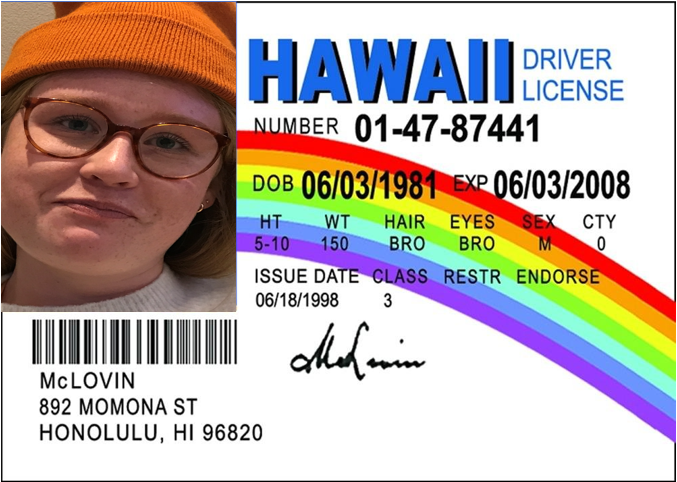 HAWAII DRIVER LICENSE
NUMBER 01-47-87441
DOB 06/03/1981 EXP 06/03/2008
HT WT HAIR EYES SEX CTY
5-10 150 BRO BRO M 0
ISSUE DATE CLASS RESTR ENDORSE
06/18/1998 3
McLovin
McLOVIN
892 MOMONA ST
HONOLULU, HI 96820